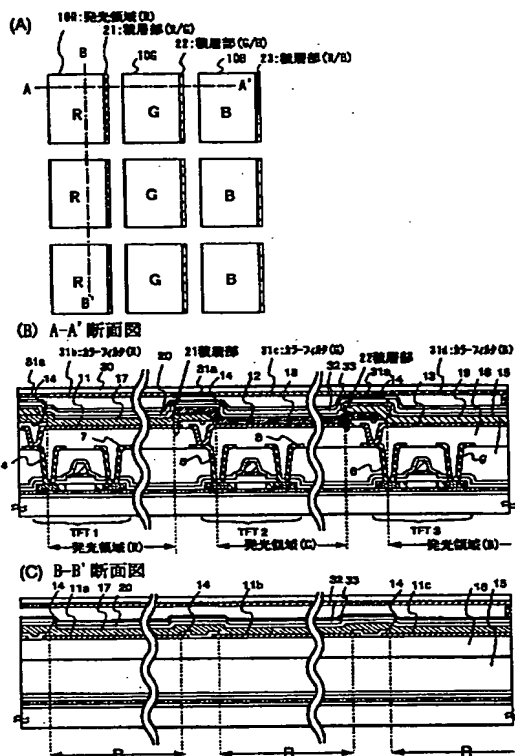 (A)
10R:発光領域(R)
B
21:積層部(R/G)
22:積層部(G/B)
10G
10B
23:積層部(R/B)
A
A'
R
G
B
R
G
B
R
G
B
B'
(B) A-A'断面図
31b:カラーフィルタ(R)
21積層部
31c:カラーフィルタ(G)
22積層部
31d:カラーフィルタ(B)
31a
14
11
30
17
20
31a
14
12
18
32
33
31a
14
13
19
16
15
4
7
8
6
9
TFT 1
TFT 2
TFT 3
発光領域(R)
発光領域(G)
発光領域(B)
(C) B-B'断面図
14
11a
17
20
14
11b
32
33
14
11c
16
15
R
R
R